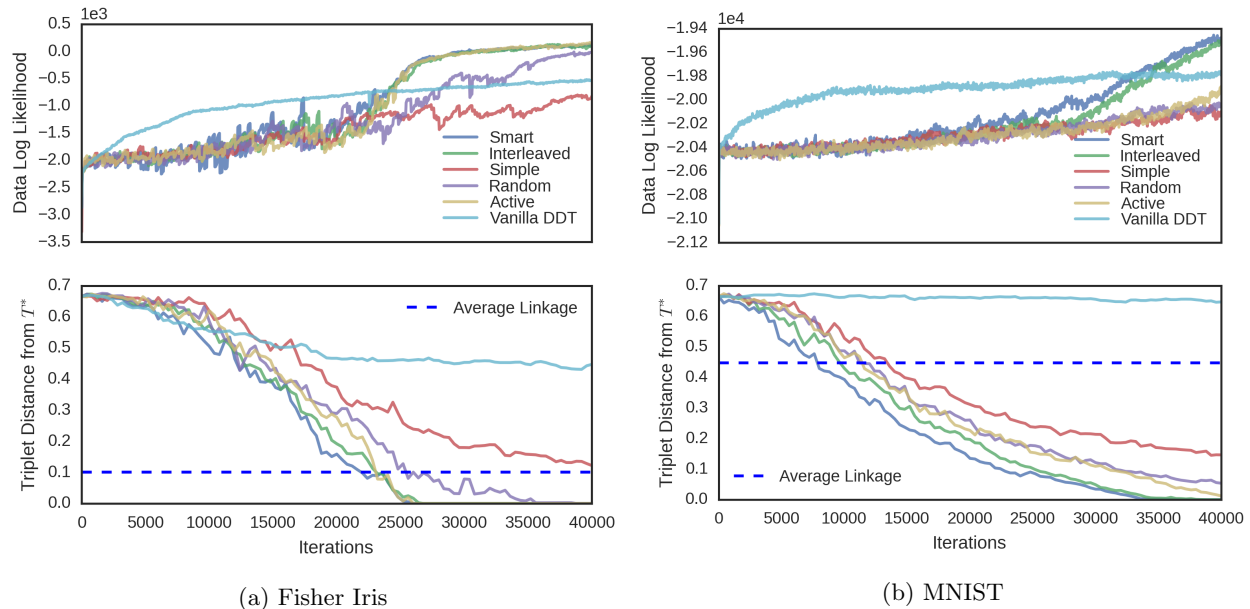 1e3
0.5
0.0
−0.5
−1.0
−1.5
−2.0
−2.5
−3.0
−3.5
Data Log Likelihood
Smart
Interleaved
Simple
Random
Active
Vanilla DDT
1e4
−1.94
−1.96
−1.98
−2.00
−2.02
−2.04
−2.06
−2.08
−2.10
−2.12
Data Log Likelihood
Smart
Interleaved
Simple
Random
Active
Vanilla DDT
0.7
0.6
0.5
0.4
0.3
0.2
0.1
0.0
Triplet Distance from T*
Average Linkage
0 5000 10000 15000 20000 25000 30000 35000 40000
Iterations
0.7
0.6
0.5
0.4
0.3
0.2
0.1
0.0
Triplet Distance from T*
Average Linkage
0 5000 10000 15000 20000 25000 30000 35000 40000
Iterations
(a) Fisher Iris
(b) MNIST